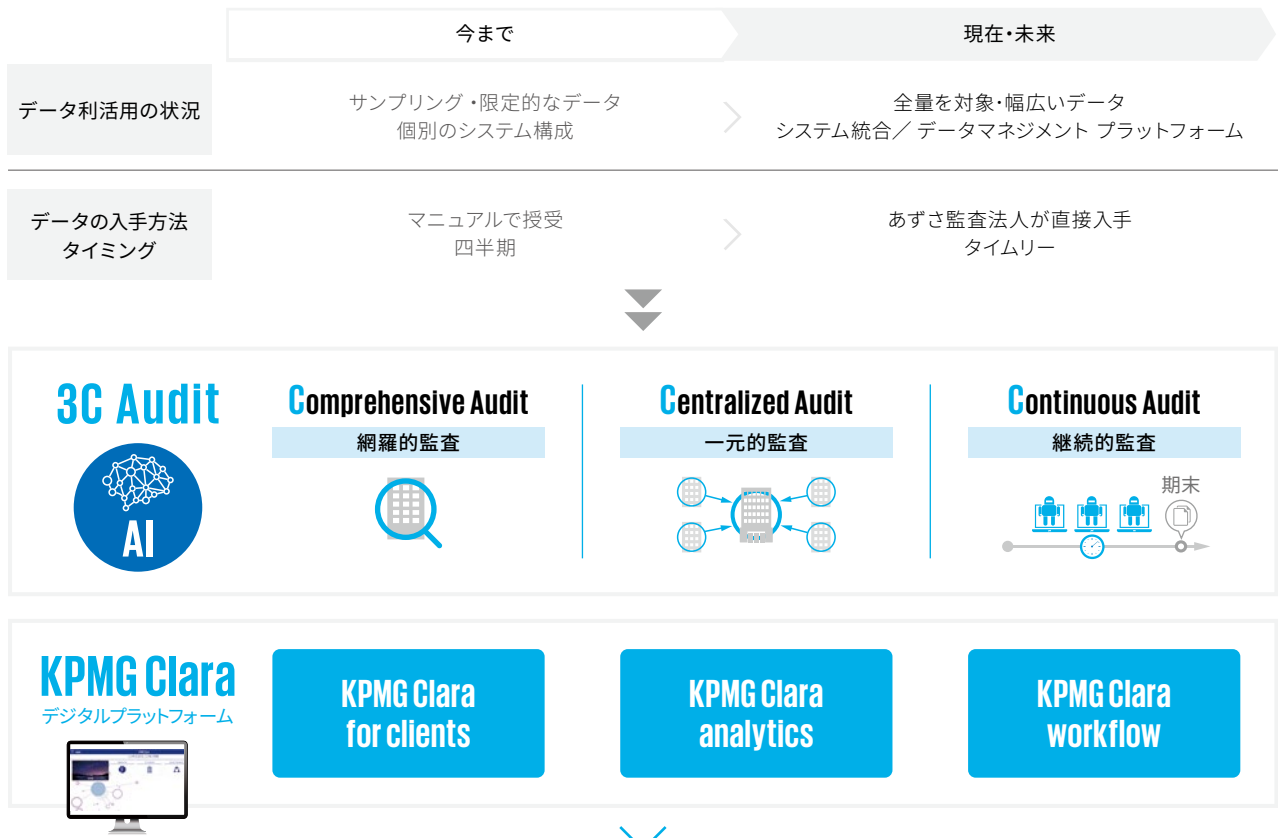 今まで
現在・未来
データ利活用の状況
サンプリング・限定的なデータ
個別のシステム構成
全量を対象・幅広いデータ
システム統合／データマネジメント プラットフォーム
データの入手方法
タイミング
マニュアルで授受
四半期
あずさ監査法人が直接入手
タイムリー
3C Audit
AI
Comprehensive Audit
網羅的監査
Centralized Audit
一元的監査
Continuous Audit
継続的監査
期末
KPMG Clara
デジタルプラットフォーム
KPMG Clara
for clients
KPMG Clara
analytics
KPMG Clara
workflow